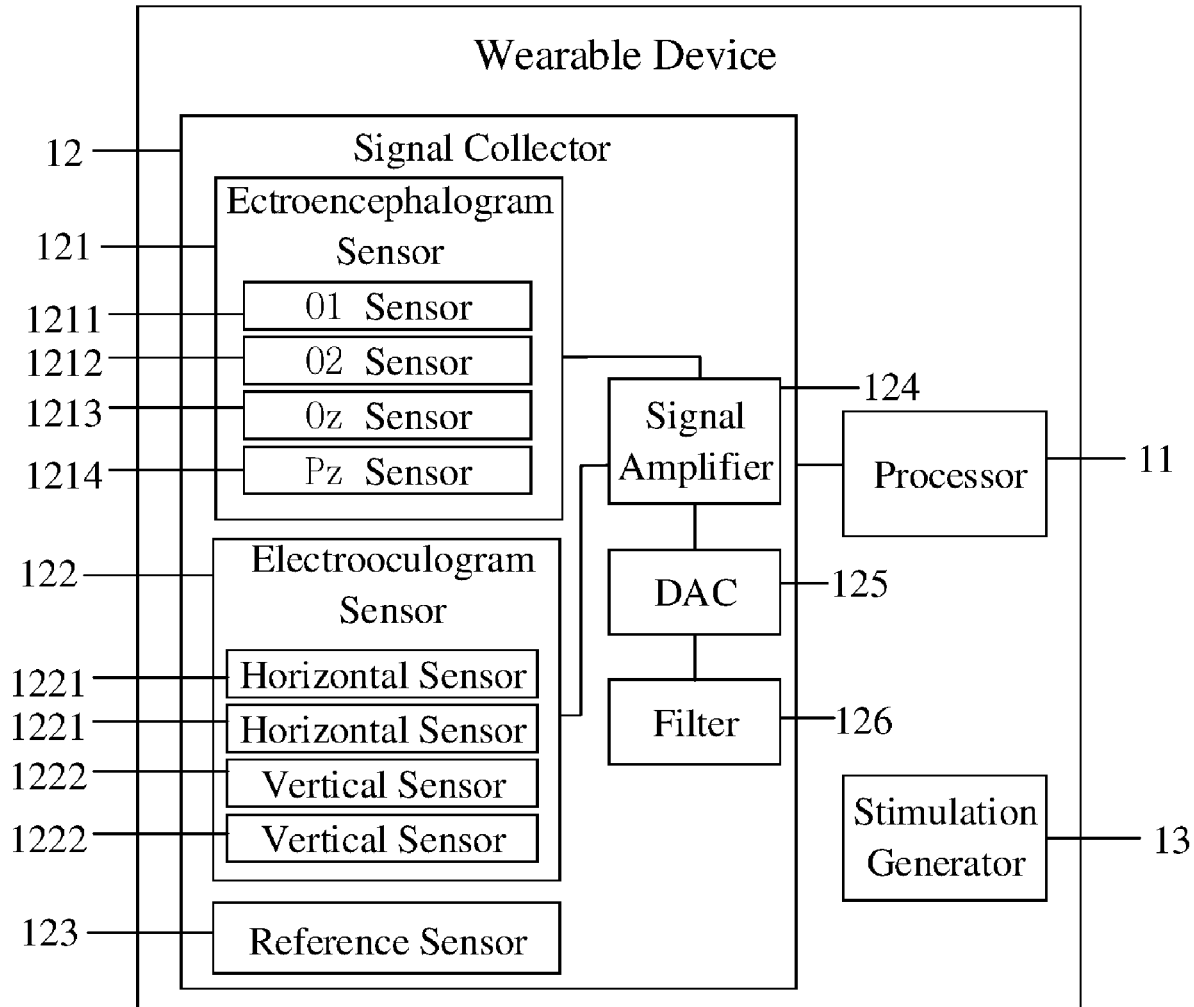 Wearable Device
12
Signal Collector
Ectroencephalogram
Sensor
121
1211
01 Sensor
1212
02 Sensor
1213
0z Sensor
1214
Pz Sensor
124
Signal
Amplifier
Processor
11
122
Electrooculogram
Sensor
DAC
125
1221
Horizontal Sensor
1221
Horizontal Sensor
1222
Vertical Sensor
1222
Vertical Sensor
Filter
126
Stimulation
Generator
13
123
Reference Sensor